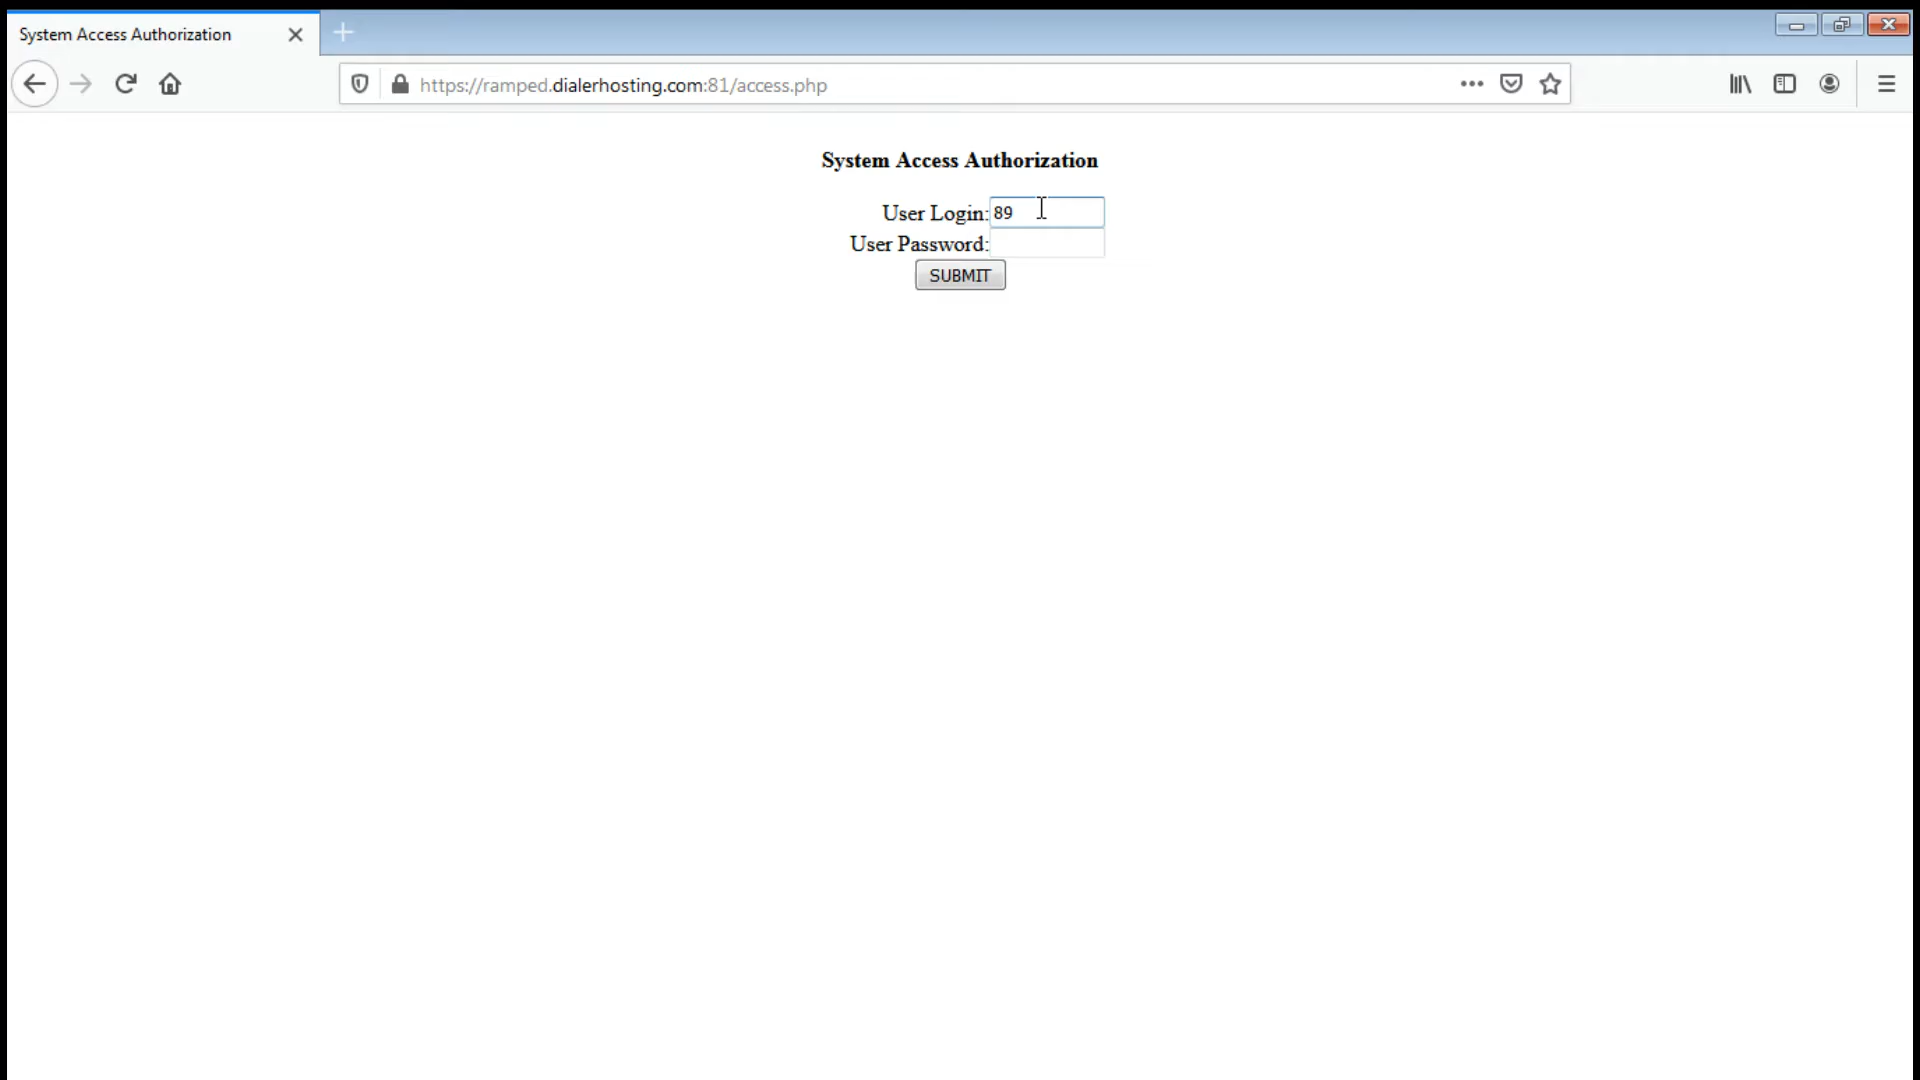 System Access Authorization
https://ramped.dialerhosting.com:81/access.php
System Access Authorization
User Login: 89
User Password:
SUBMIT